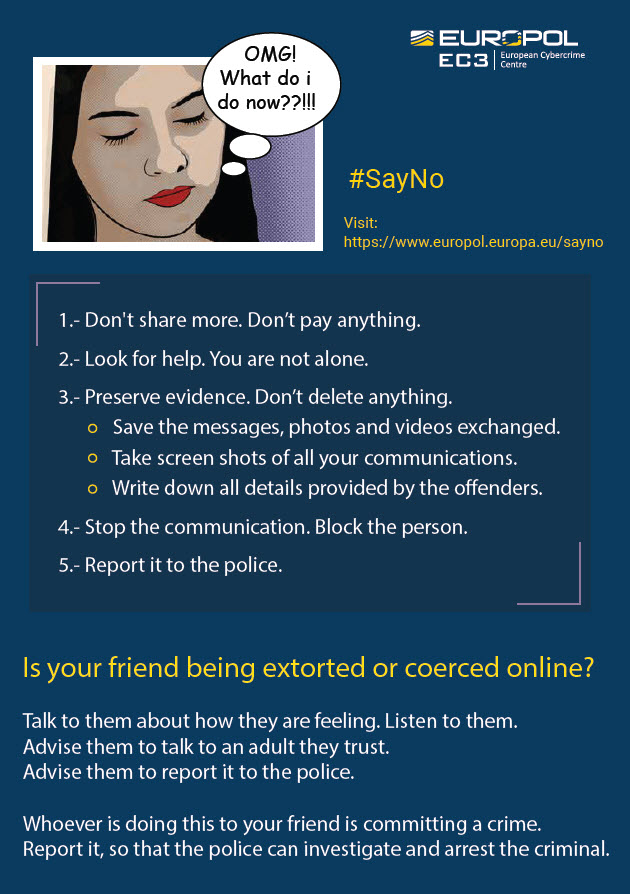 OMG!
What do i
do now??!!!
EUROPOL
EC3
European Cybercrime
Centre
#SayNo
Visit:
https://www.europol.europa.eu/sayno
1.- Don't share more. Don’t pay anything.
2.- Look for help. You are not alone.
3.- Preserve evidence. Don’t delete anything.
Save the messages, photos and videos exchanged.
Take screen shots of all your communications.
Write down all details provided by the offenders.
4.- Stop the communication. Block the person.
5.- Report it to the police.
Is your friend being extorted or coerced online?
Talk to them about how they are feeling. Listen to them.
Advise them to talk to an adult they trust.
Advise them to report it to the police.
Whoever is doing this to your friend is committing a crime.
Report it, so that the police can investigate and arrest the criminal.